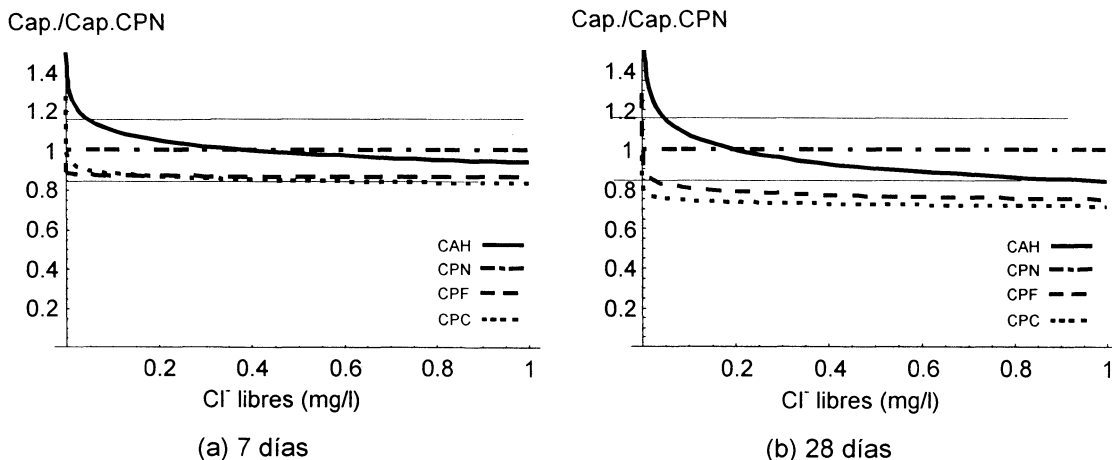 Cap./Cap.CPN
1.4
1.2
1
0.8
0.6
0.4
0.2
CAH
CPN
CPF
CPC
0.2 0.4 0.6 0.8 1
Cl⁻ libres (mg/l)
(a) 7 días
Cap./Cap.CPN
1.4
1.2
1
0.8
0.6
0.4
0.2
CAH
CPN
CPF
CPC
0.2 0.4 0.6 0.8 1
Cl⁻ libres (mg/l)
(b) 28 días